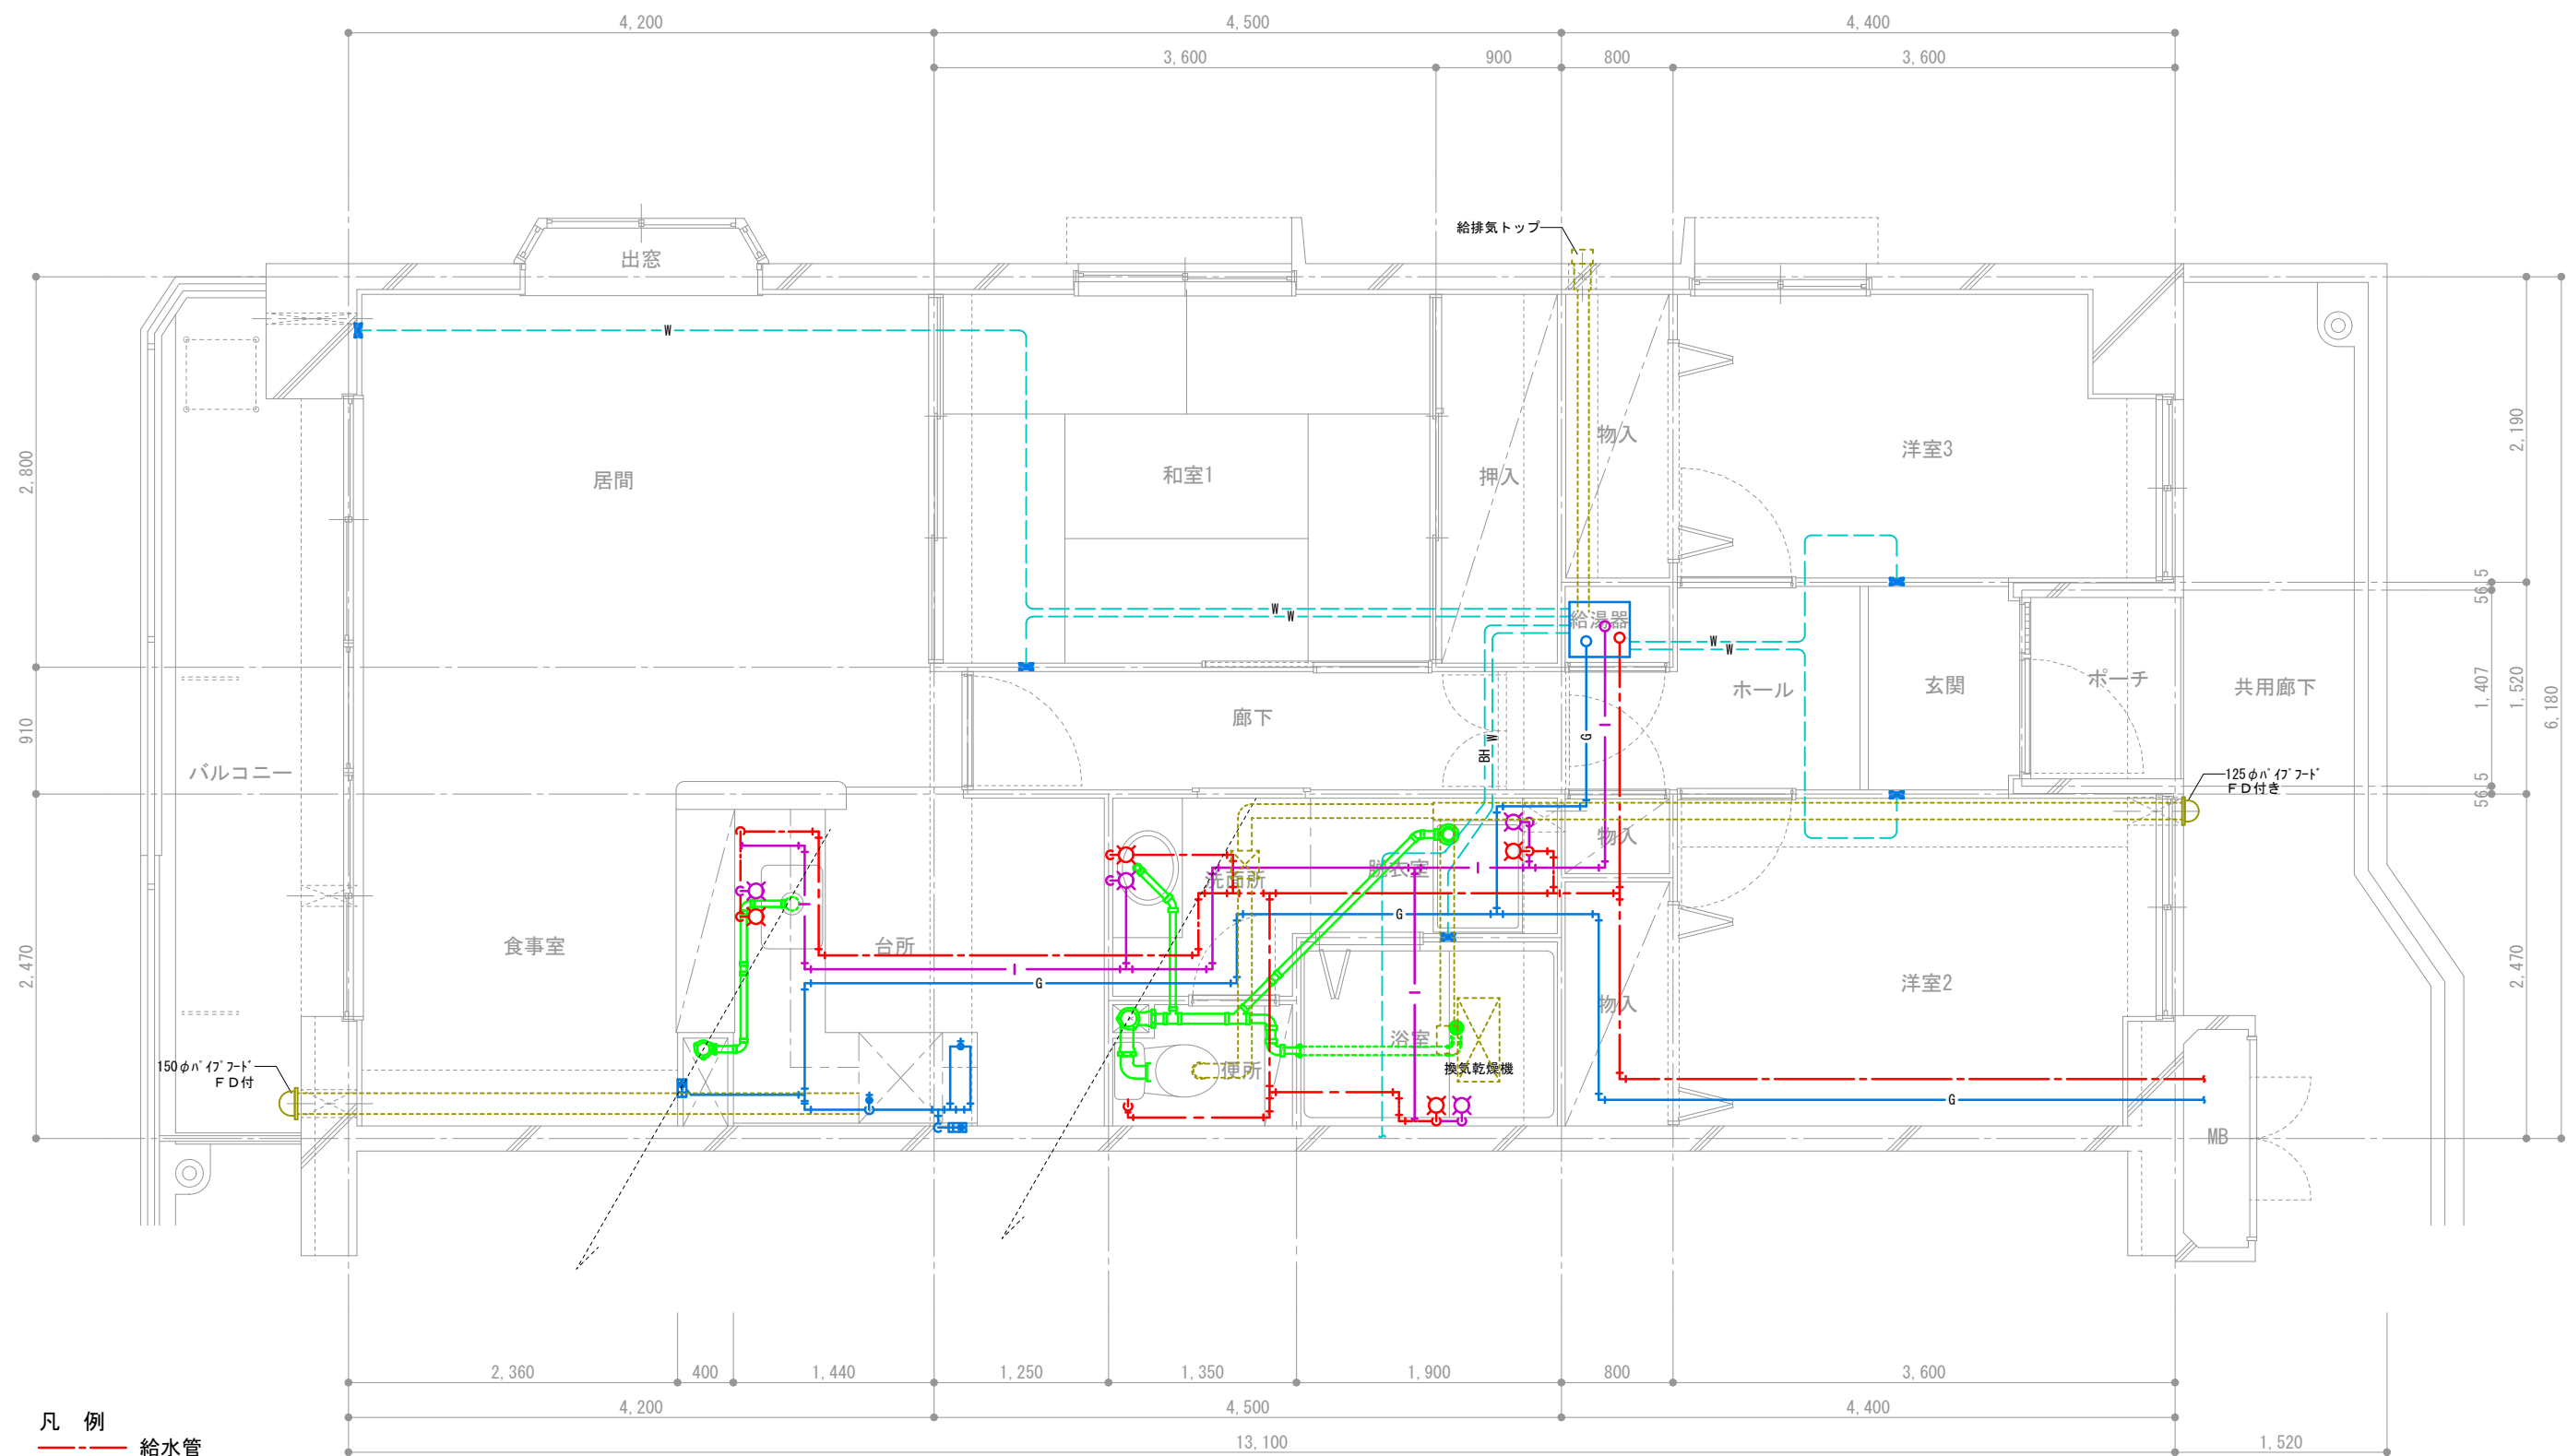 4,200
4,500
4,400
3,600
900
800
3,600
給排気トップ
出窓
W
物入
洋室3
和室1
押入
居間
2,800
2,190
56.5
W
W
給湯器
W
W
ポーチ
玄関
ホール
共用廊下
1,407
1,520
6,180
廊下
910
BH
W
G
バルコニー
125φパイプフード
FD付き
56.5
物入
脱衣室
洗面所
食事室
台所
G
2,470
2,470
洋室2
物入
G
浴室
便所
換気乾燥機
150φパイプフード
FD付
G
MB
2,360
400
1,440
1,250
1,350
1,900
800
3,600
4,200
4,500
4,400
凡 例
給水管
13,100
1,520